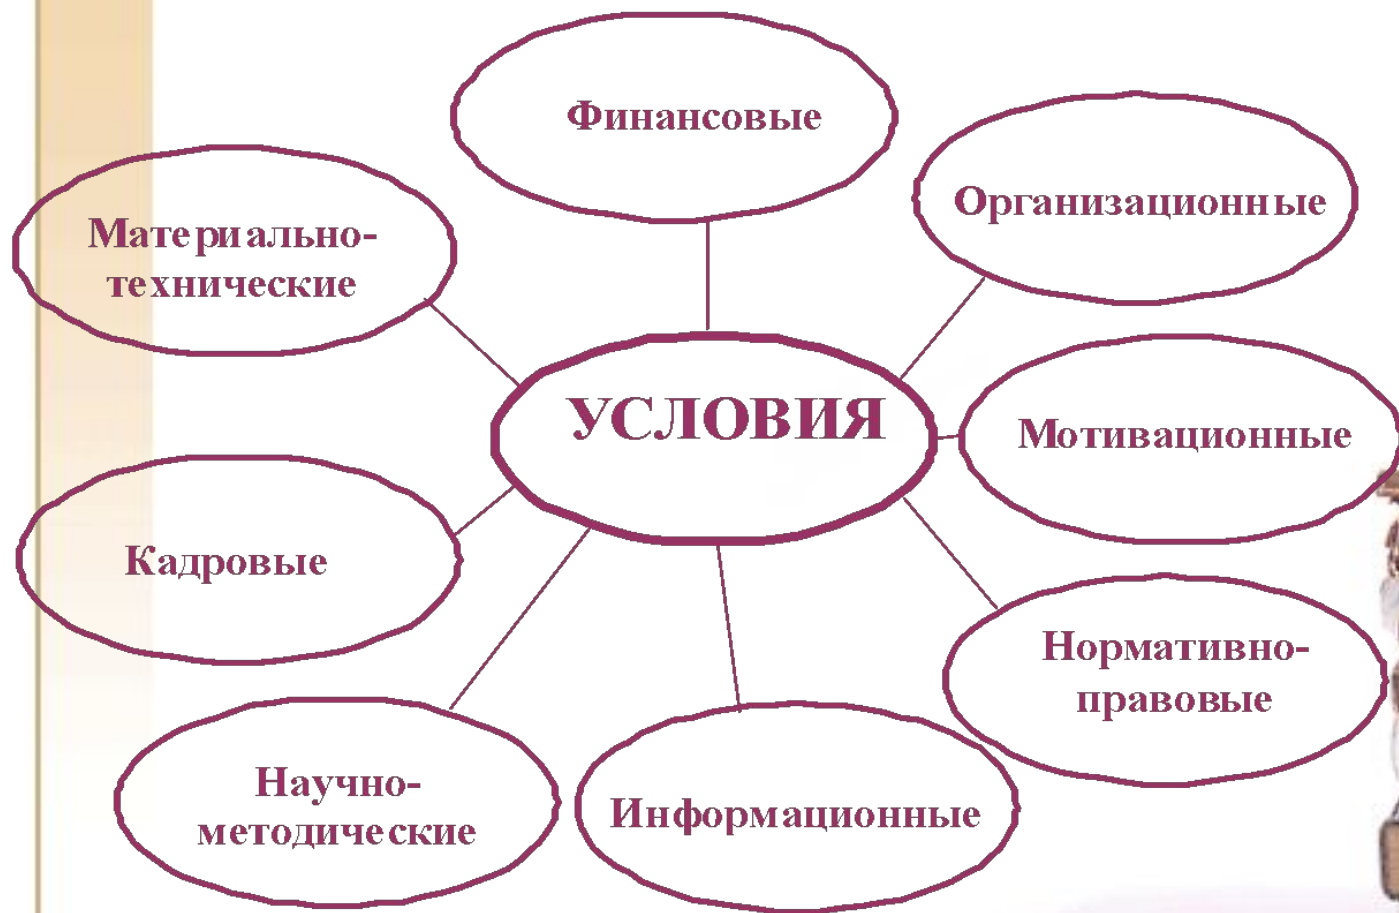 Финансовые
Организационные
Материально-
технические
УСЛОВИЯ
Мотивационные
Кадровые
Нормативно-
правовые
Научно-
методические
Информационные